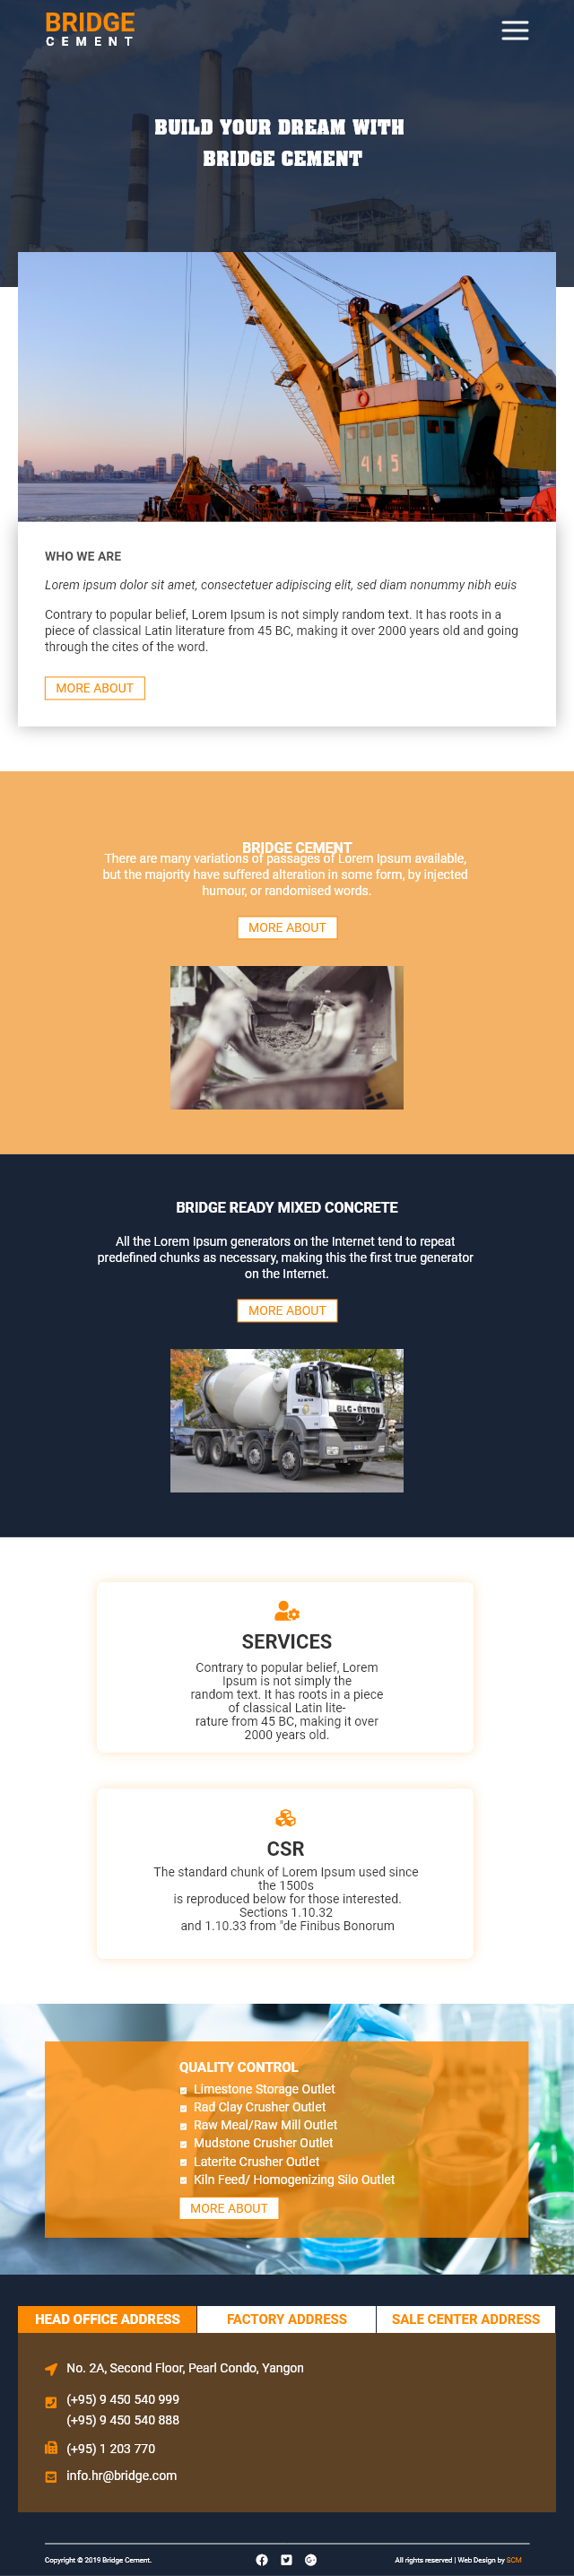 BRIDGE
CEMENT
BUILD YOUR DREAM WITH
BRIDGE CEMENT
415
WHO WE ARE
Lorem ipsum dolor sit amet, consectetuer adipiscing elit, sed diam nonummy nibh euis
Contrary to popular belief, Lorem Ipsum is not simply random text. It has roots in a
piece of classical Latin literature from 45 BC, making it over 2000 years old and going
through the cites of the word.
MORE ABOUT
BRIDGE CEMENT
There are many variations of passages of Lorem Ipsum available,
but the majority have suffered alteration in some form, by injected
humour, or randomised words.
MORE ABOUT
BRIDGE READY MIXED CONCRETE
All the Lorem Ipsum generators on the Internet tend to repeat
predefined chunks as necessary, making this the first true generator
on the Internet.
MORE ABOUT
BLG-BETON
SERVICES
Contrary to popular belief, Lorem
Ipsum is not simply the
random text. It has roots in a piece
of classical Latin lite-
rature from 45 BC, making it over
2000 years old.
CSR
The standard chunk of Lorem Ipsum used since
the 1500s
is reproduced below for those interested.
Sections 1.10.32
and 1.10.33 from "de Finibus Bonorum
QUALITY CONTROL
Limestone Storage Outlet
Rad Clay Crusher Outlet
Raw Meal/Raw Mill Outlet
Mudstone Crusher Outlet
Laterite Crusher Outlet
Kiln Feed/ Homogenizing Silo Outlet
MORE ABOUT
HEAD OFFICE ADDRESS FACTORY ADDRESS SALE CENTER ADDRESS
No. 2A, Second Floor, Pearl Condo, Yangon
(+95) 9 450 540 999
(+95) 9 450 540 888
(+95) 1 203 770
info.hr@bridge.com
Copyright © 2019 Bridge Cement. All rights reserved | Web Design by SCM